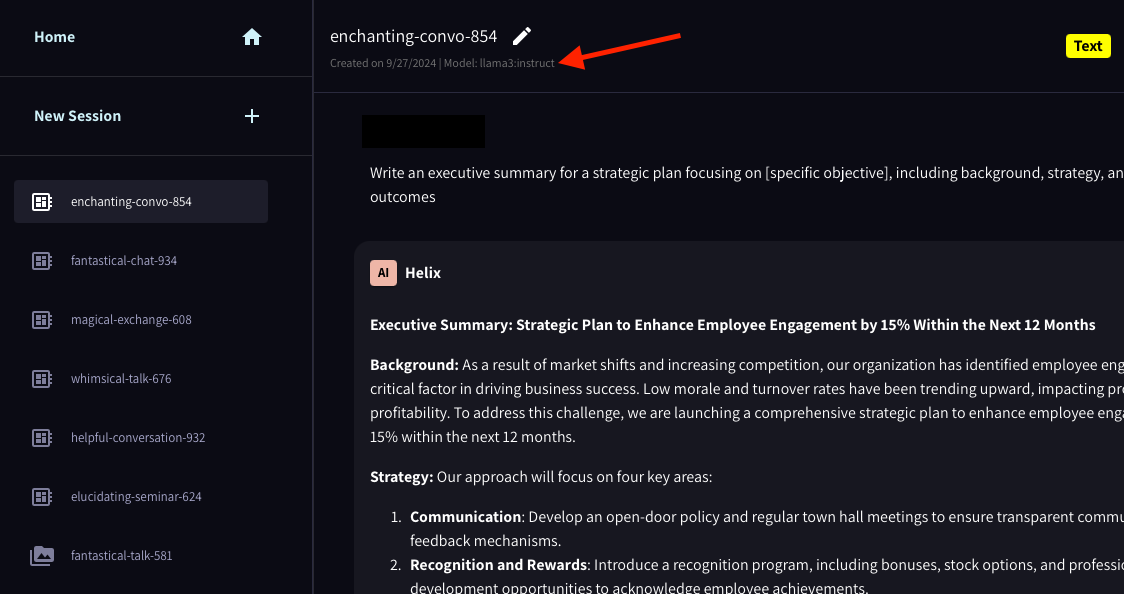 Home
New Session
enchanting-convo-854
fantastical-chat-934
magical-exchange-608
whimsical-talk-676
helpful-conversation-932
elucidating-seminar-624
fantastical-talk-581
enchanting-convo-854
Created on 9/27/2024 | Model: llama3:instruct
Text
Write an executive summary for a strategic plan focusing on [specific objective], including background, strategy, an
outcomes
AI Helix
Executive Summary: Strategic Plan to Enhance Employee Engagement by 15% Within the Next 12 Months
Background: As a result of market shifts and increasing competition, our organization has identified employee eng
critical factor in driving business success. Low morale and turnover rates have been trending upward, impacting pr
profitability. To address this challenge, we are launching a comprehensive strategic plan to enhance employee enga
15% within the next 12 months.
Strategy: Our approach will focus on four key areas:
1. Communication: Develop an open-door policy and regular town hall meetings to ensure transparent commu
feedback mechanisms.
2. Recognition and Rewards: Introduce a recognition program, including bonuses, stock options, and professio
development opportunities to acknowledge employee achievements.